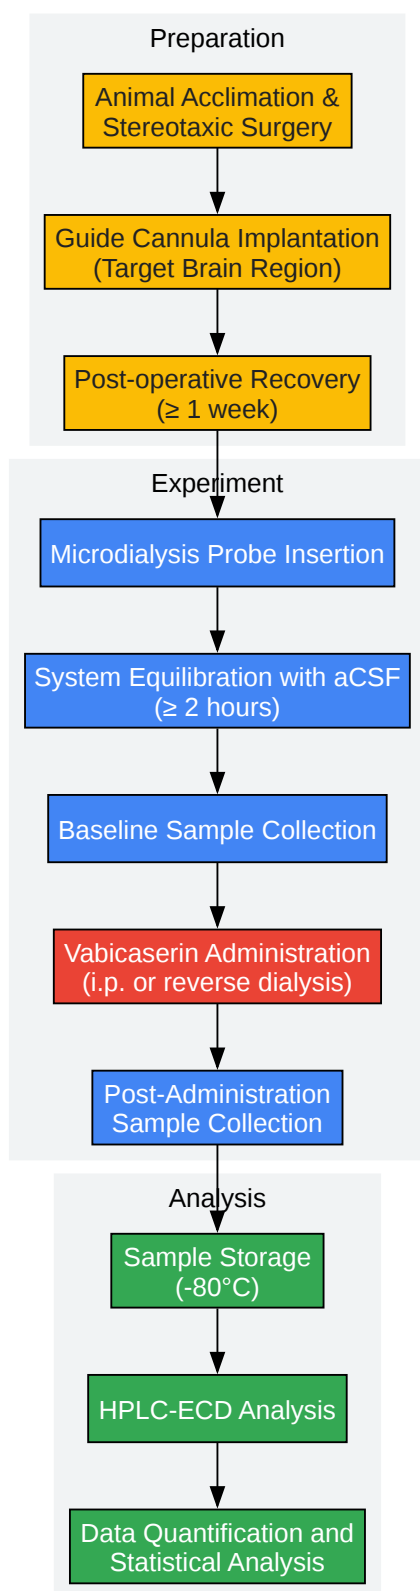 Preparation
Animal Acclimation &
Stereotaxic Surgery
Guide Cannula Implantation
(Target Brain Region)
Post-operative Recovery
(≥ 1 week)
Experiment
Microdialysis Probe Insertion
System Equilibration with aCSF
(≥ 2 hours)
Baseline Sample Collection
Vabicaserin Administration
(i.p. or reverse dialysis)
Post-Administration
Sample Collection
Analysis
Sample Storage
(-80°C)
HPLC-ECD Analysis
Data Quantification and
Statistical Analysis